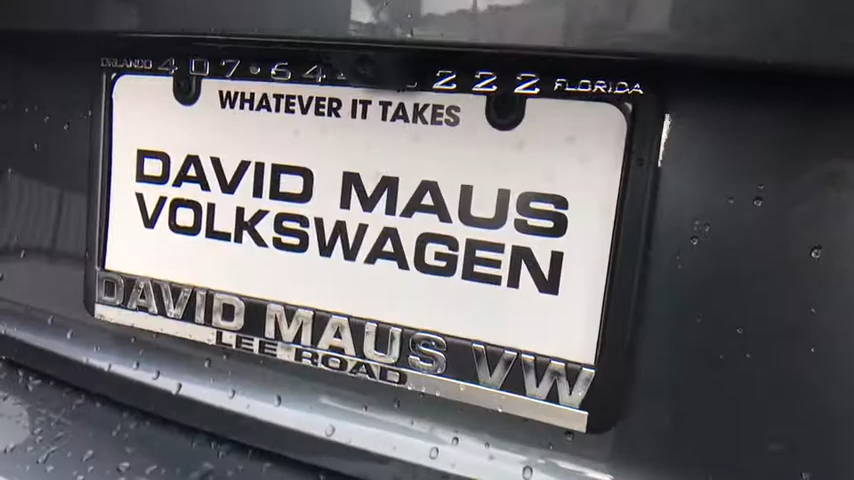 ORLANDO 407•64 222 FLORIDA
WHATEVER IT TAKES
DAVID MAUS
VOLKSWAGEN
DAVID MAUS VW
LEE ROAD